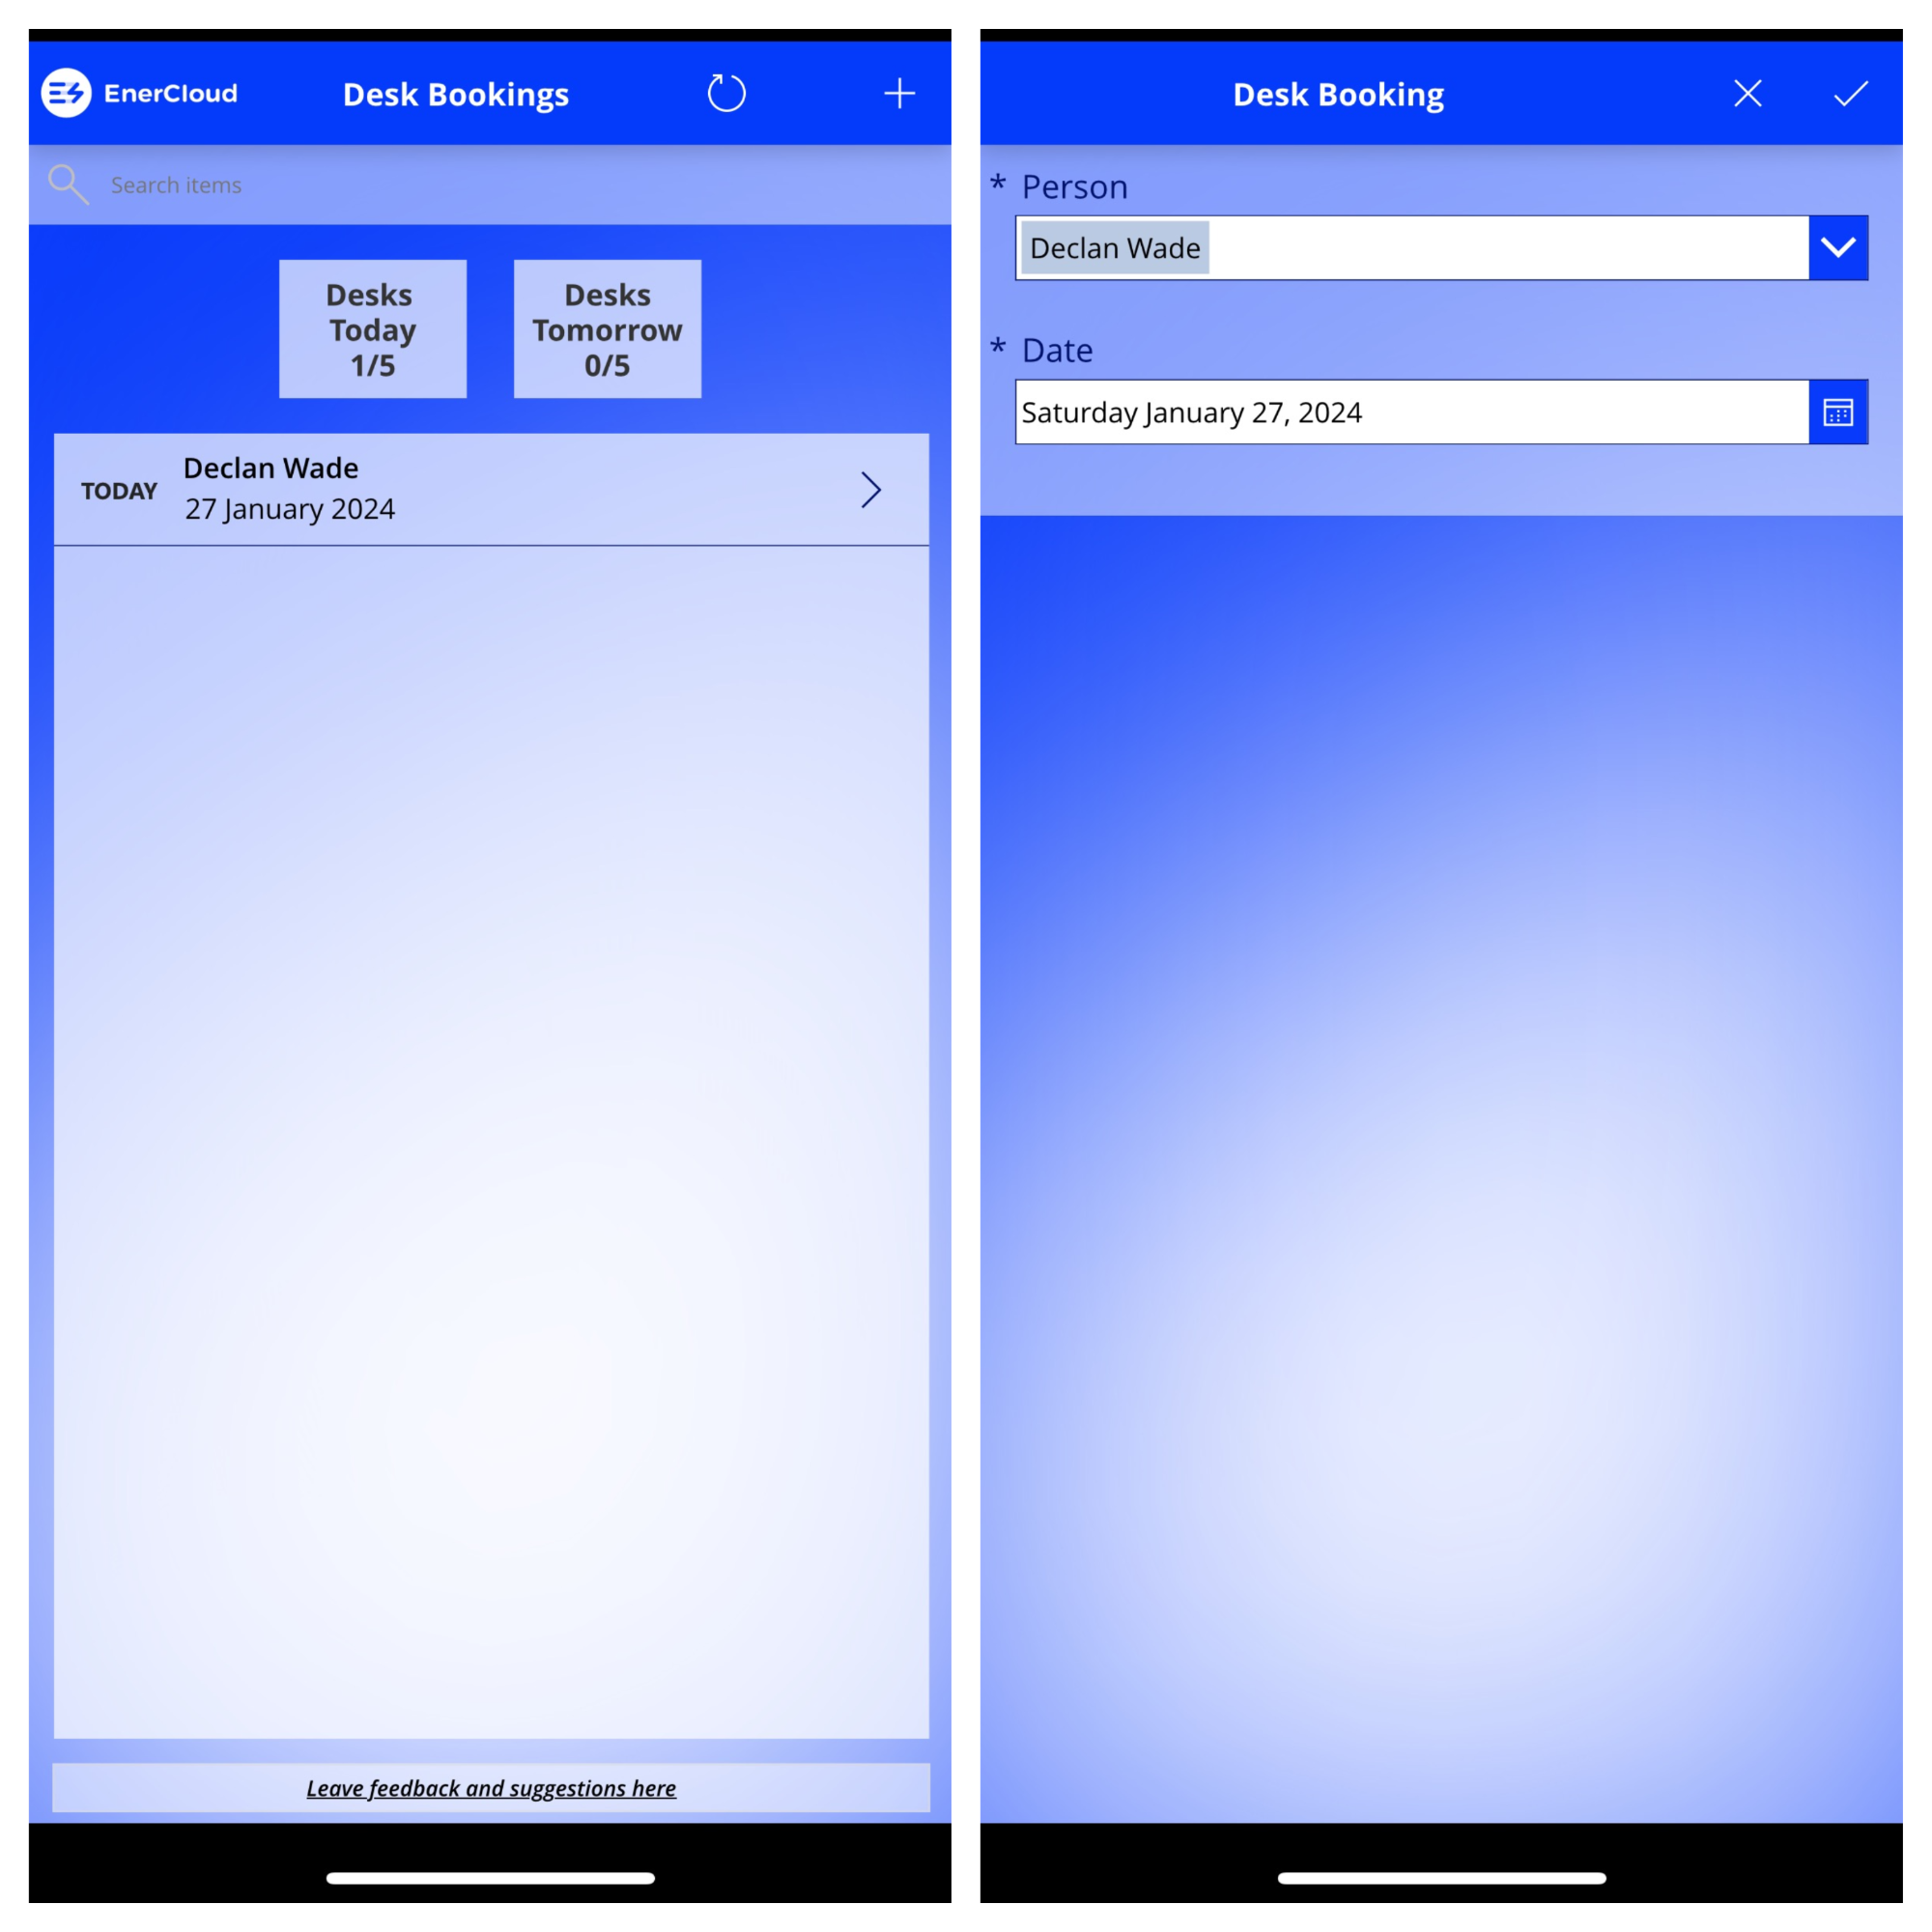 EnerCloud
Desk Bookings
Search items
Desks
Today
1/5
Desks
Tomorrow
0/5
TODAY
Declan Wade
27 January 2024
Leave feedback and suggestions here
Desk Booking
* Person
Declan Wade
* Date
Saturday January 27, 2024